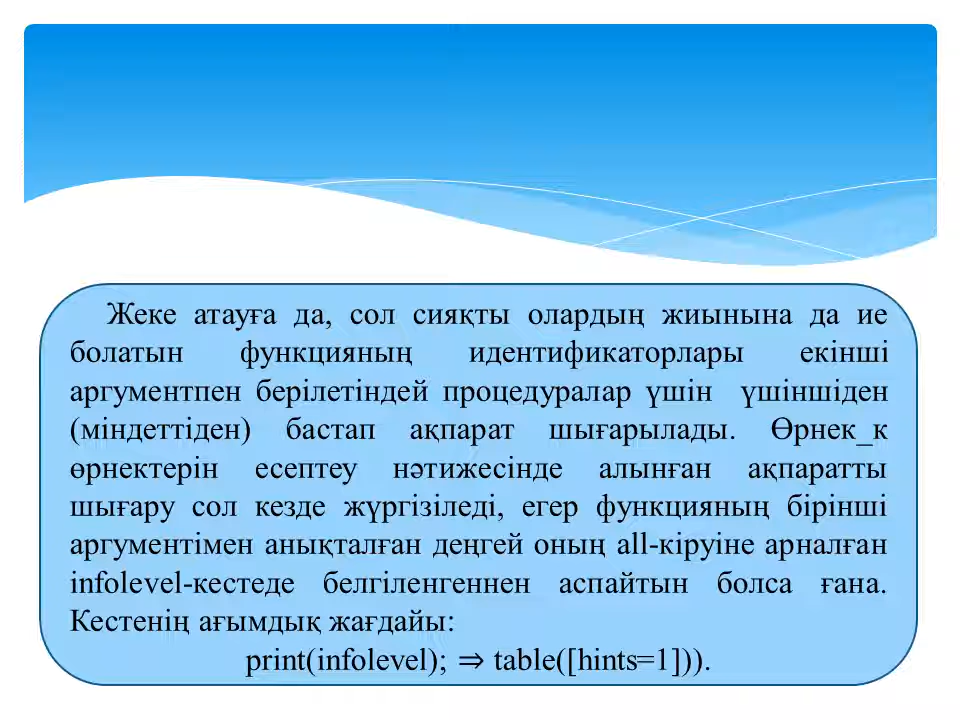 Жеке атауға да, сол сияқты олардың жиынына да ие
болатын функцияның идентификаторлары екінші
аргументпен берілетіндей процедуралар үшін үшіншіден
(міндеттіден) бастап ақпарат шығарылады. Өрнек_к
өрнектерін есептеу нәтижесінде алынған ақпаратты
шығару сол кезде жүргізіледі, егер функцияның бірінші
аргументімен анықталған деңгей оның all-кіруіне арналған
infolevel-кестеде белгіленгеннен аспайтын болса ғана.
Кестенің ағымдық жағдайы:
print(infolevel); ⇒ table([hints=1])).